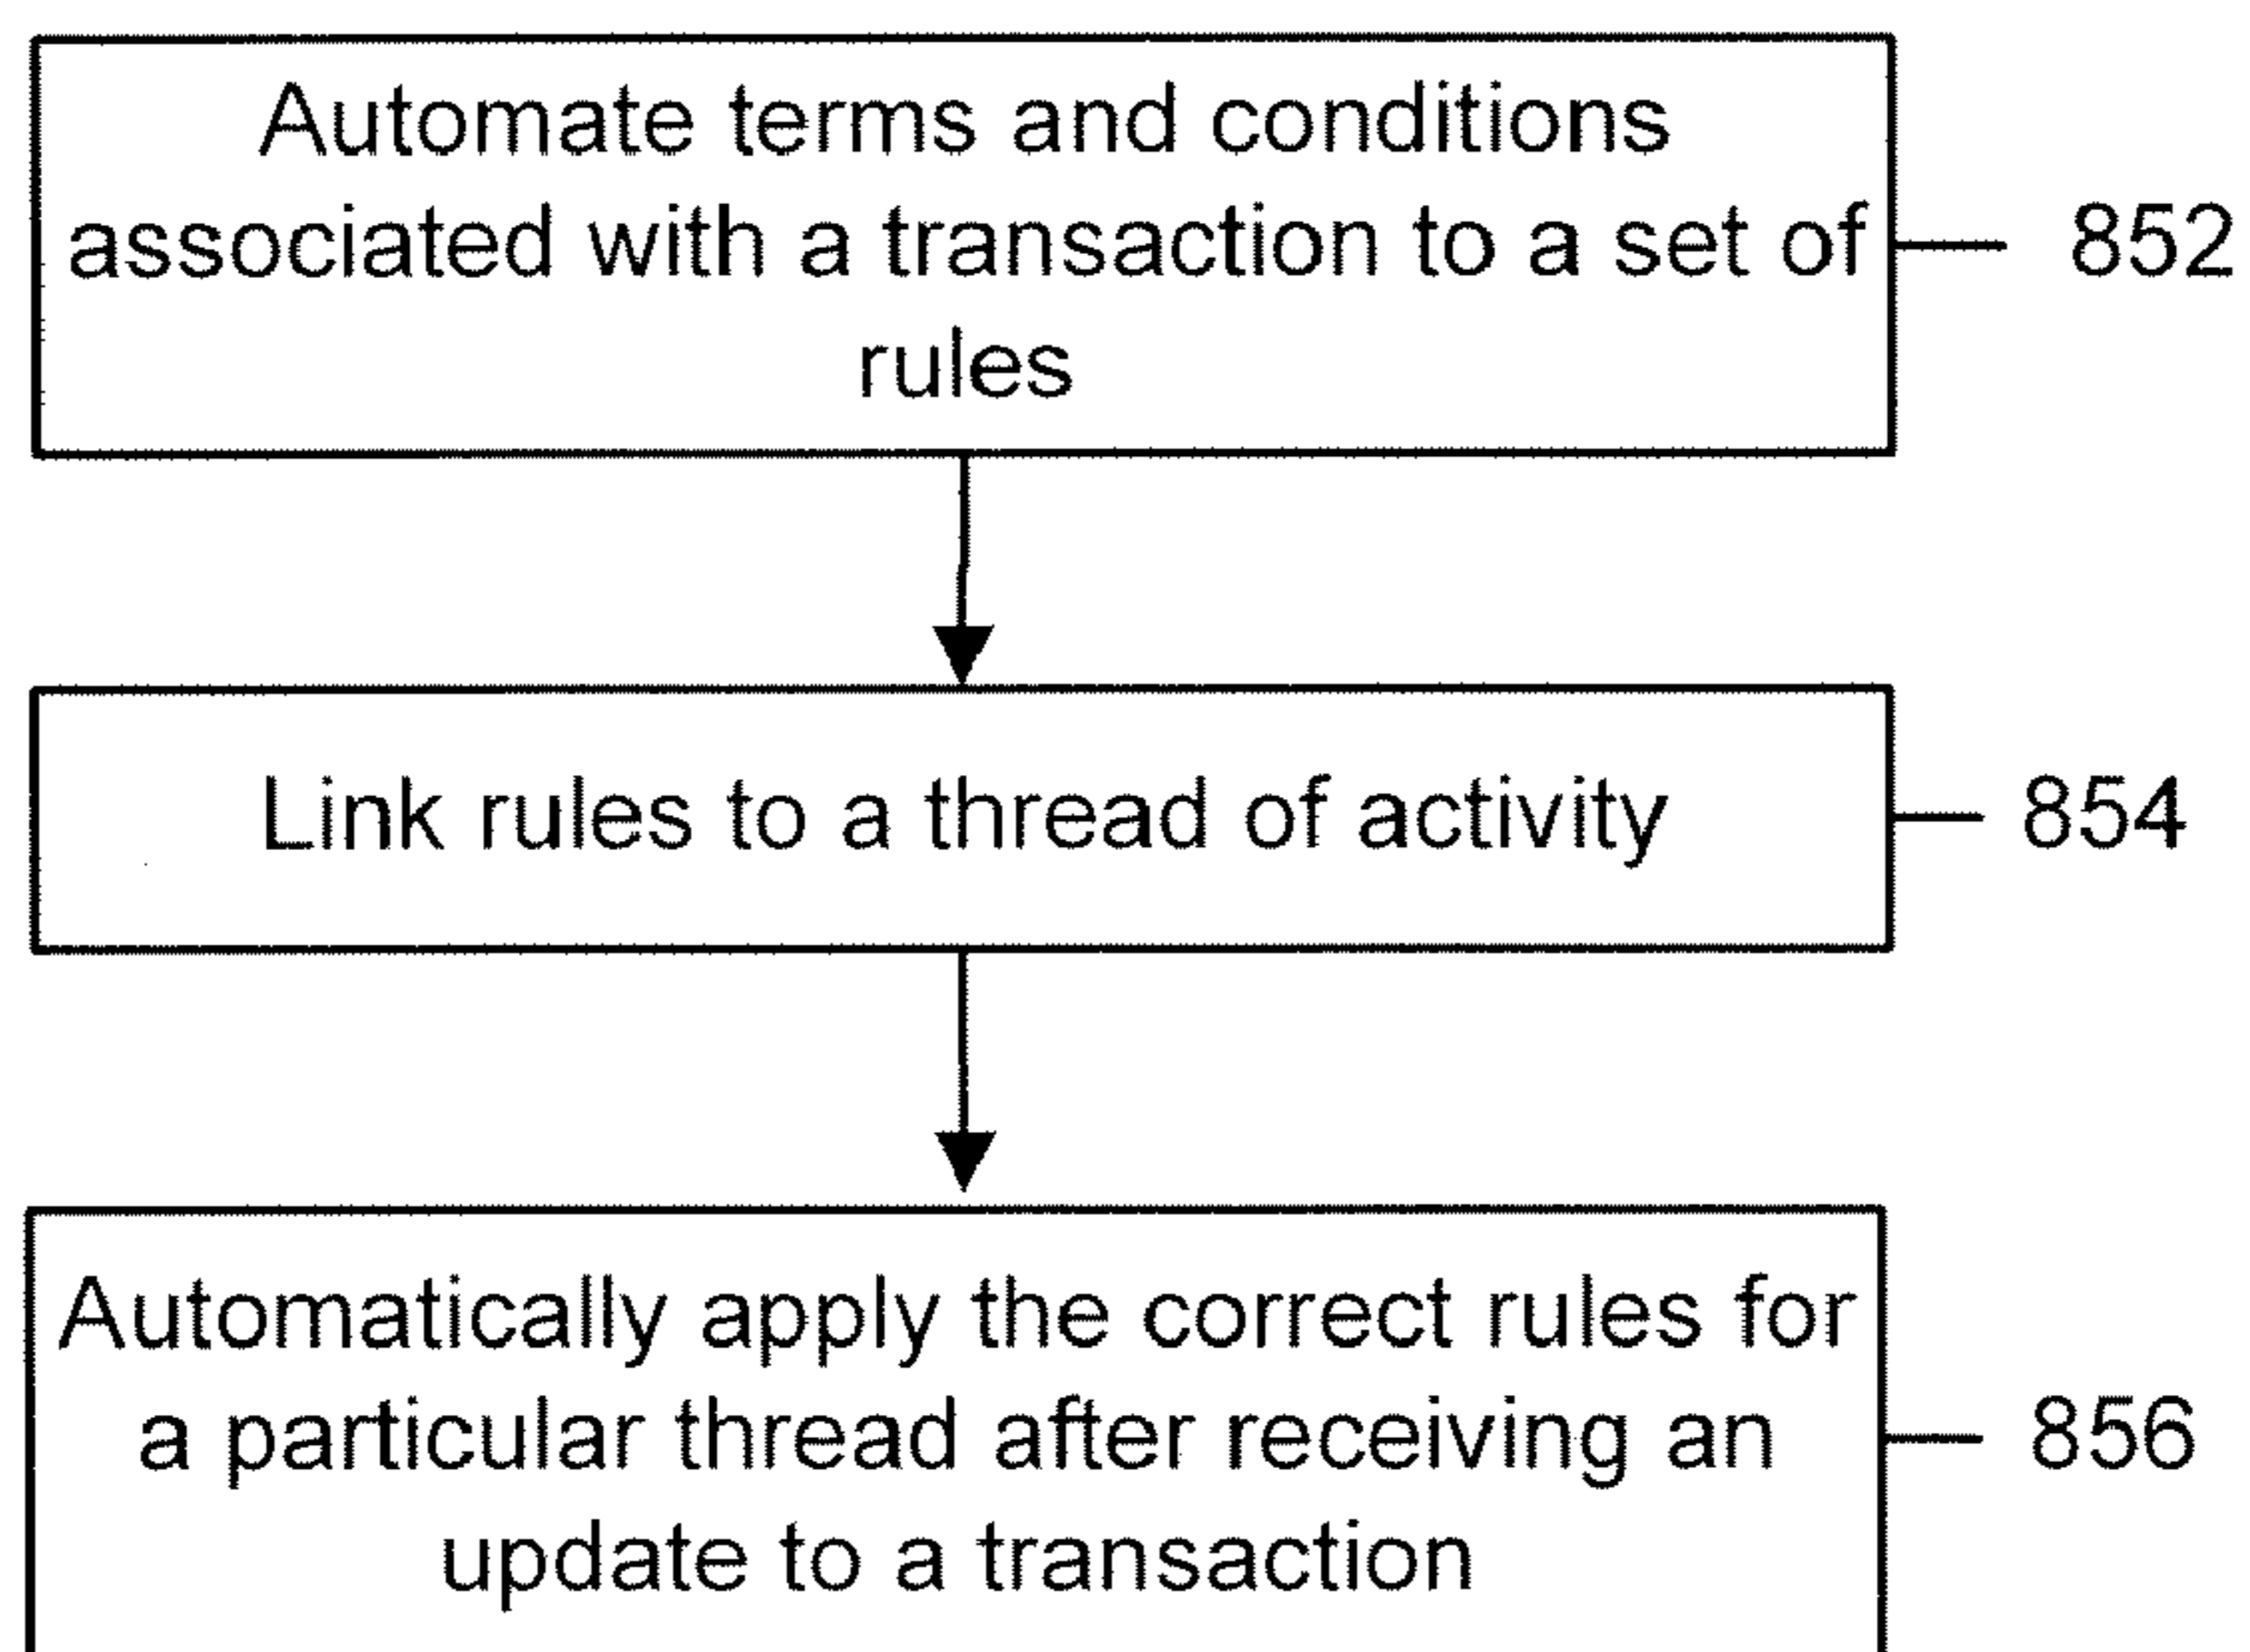 Automate terms and conditions
associated with a transaction to a set of
rules
852
Link rules to a thread of activity
854
Automatically apply the correct rules for
a particular thread after receiving an
update to a transaction
856